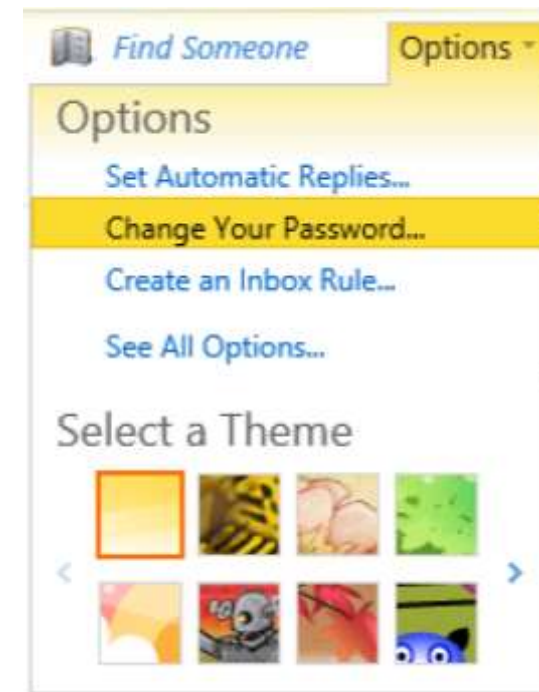 Find Someone Options
Options
Set Automatic Replies...
Change Your Password...
Create an Inbox Rule...
See All Options...
Select a Theme